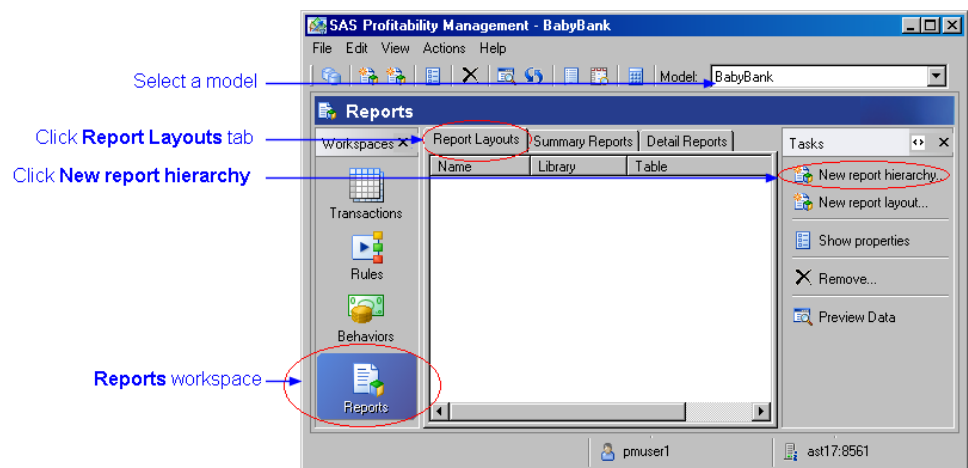 SAS Profitability Management - BabyBank
File Edit View Actions Help
Select a model
Model: BabyBank
Reports
Click Report Layouts tab
Workspaces
Report Layouts Summary Reports Detail Reports
Tasks
Click New report hierarchy
Name Library Table
New report hierarchy...
Transactions
New report layout...
Rules
Show properties
Behaviors
Remove...
Preview Data
Reports workspace
Reports
pmuser1
ast17:8561